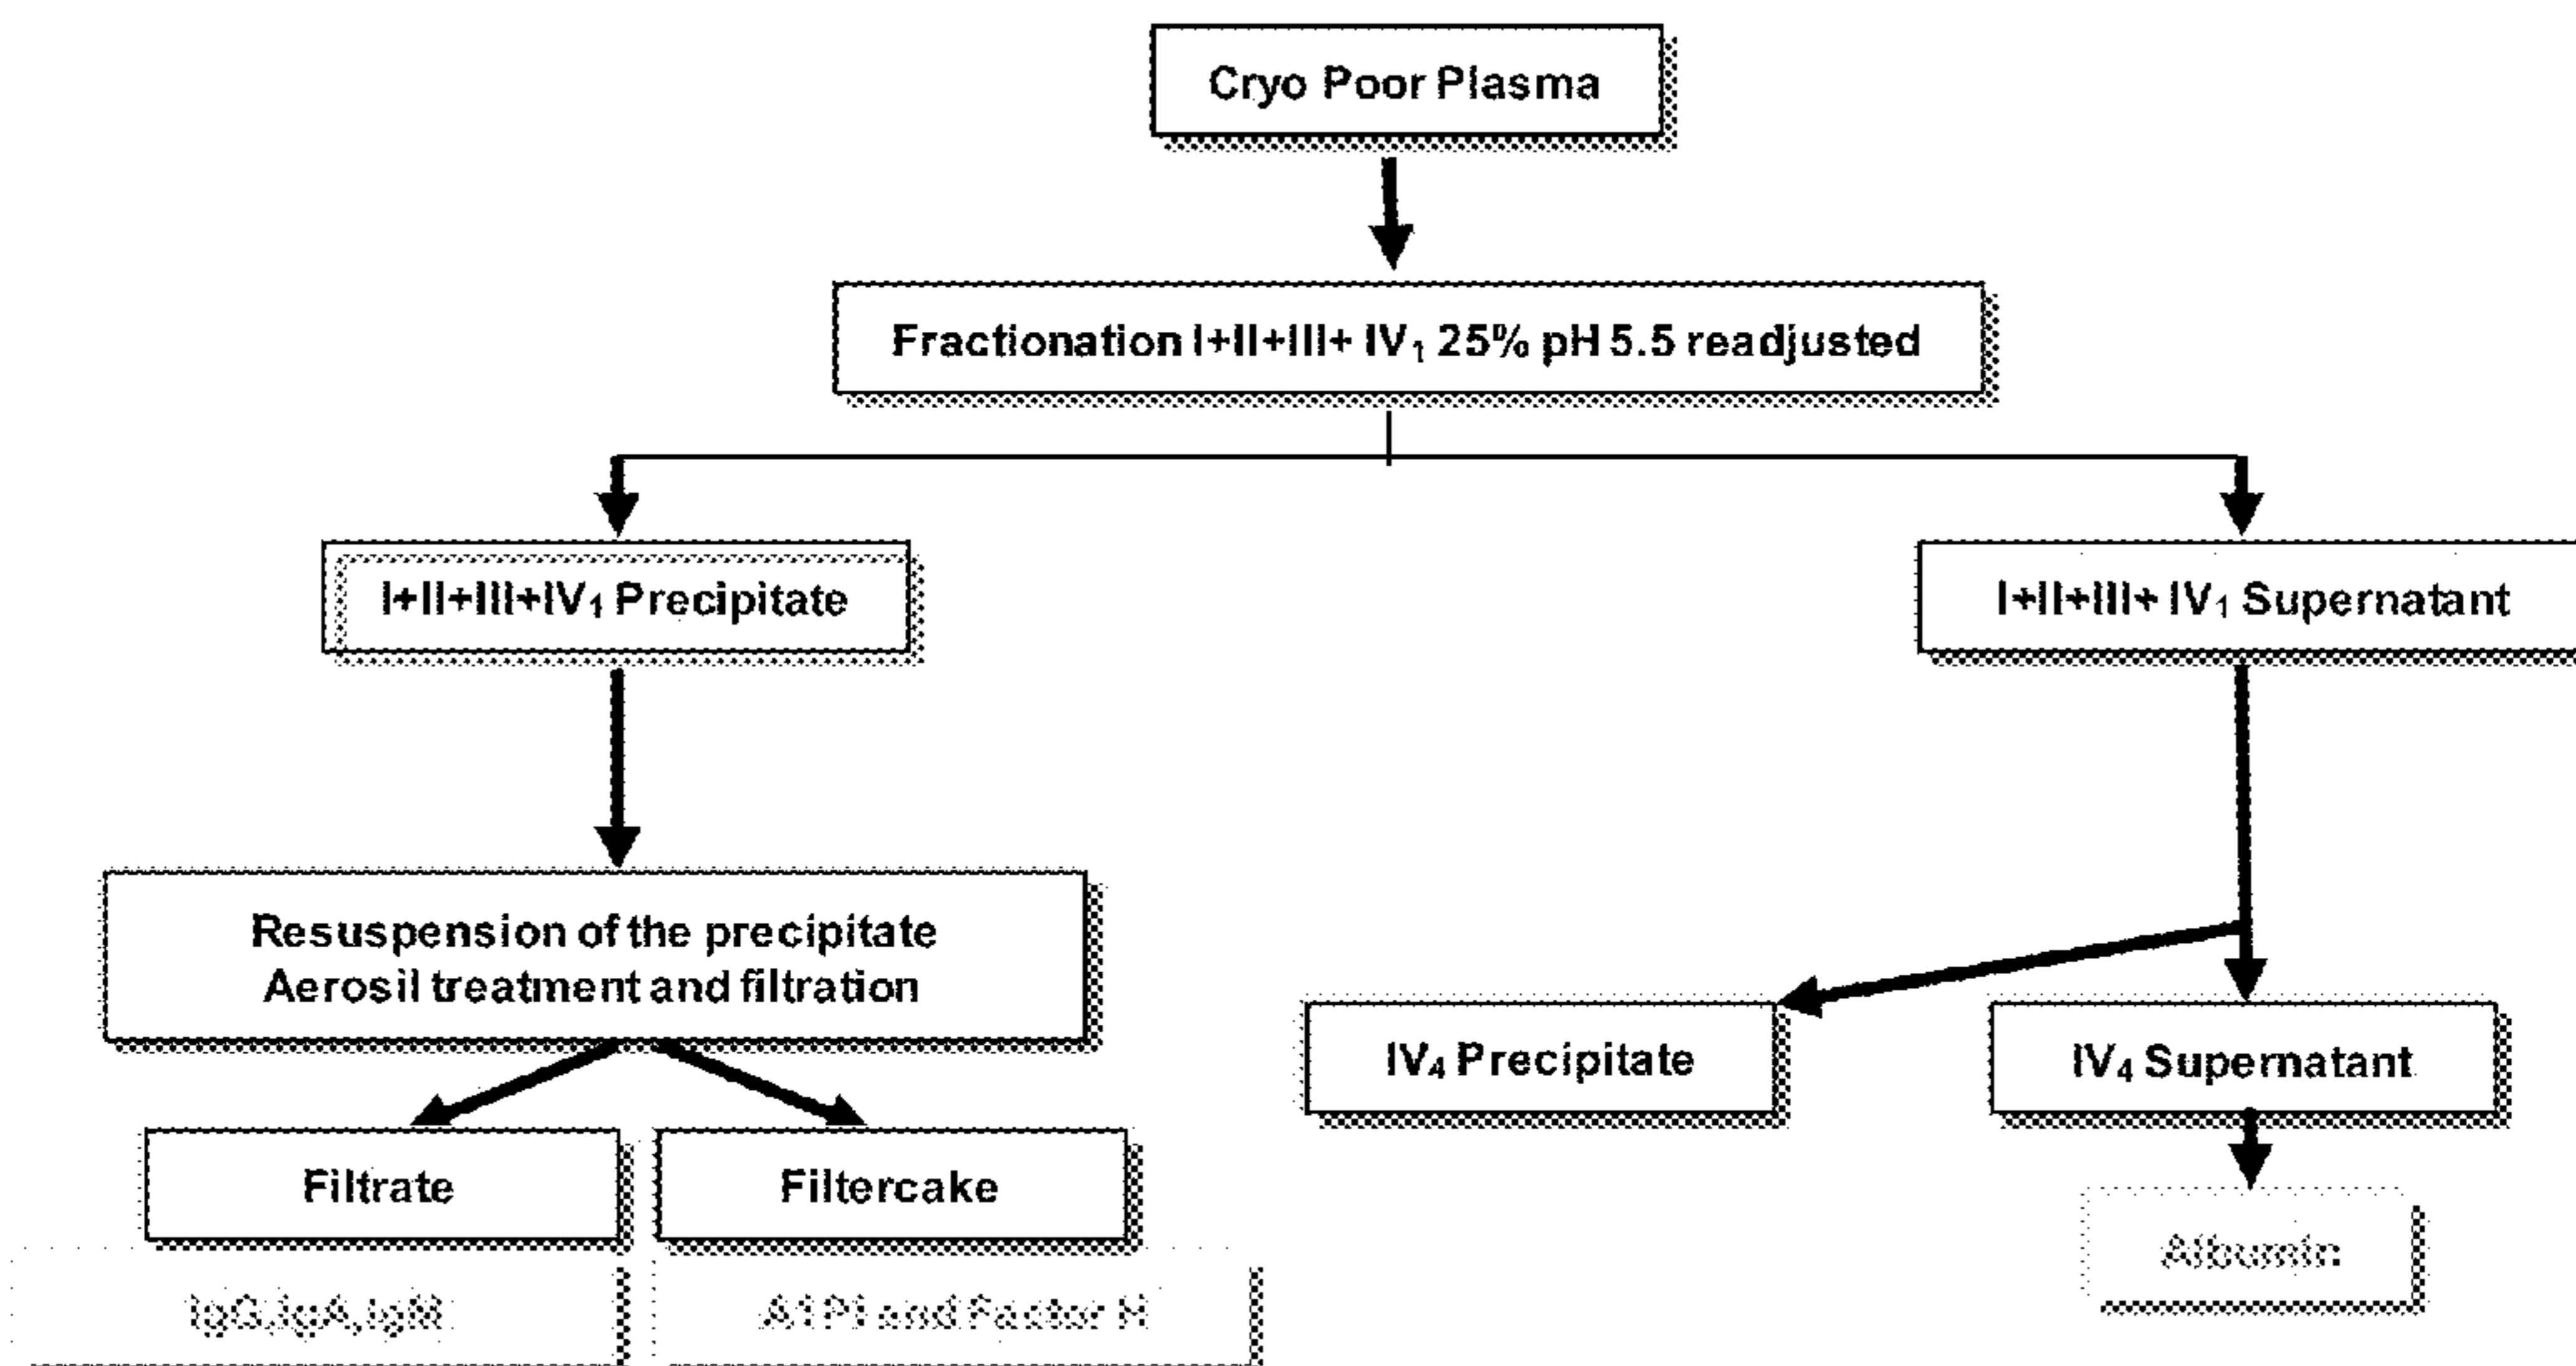 Cryo Poor Plasma
Fractionation I+II+III+ IV₁ 25% pH 5.5 readjusted
I+II+III+IV₁ Precipitate
I+II+III+ IV₁ Supernatant
Resuspension of the precipitate
Aerosil treatment and filtration
IV₄ Precipitate
IV₄ Supernatant
Filtrate
Filtercake
Albumin
IgG,IgA,IgM
A1PI and Factor H